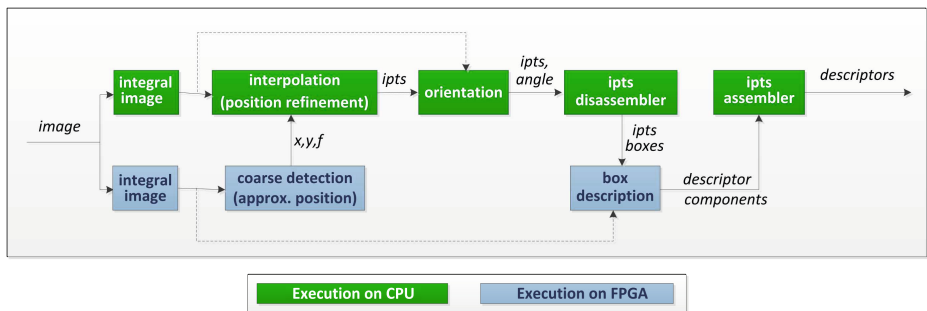 image
integral
image
interpolation
(position refinement)
ipts
orientation
ipts,
angle
ipts
disassembler
ipts
assembler
descriptors
x,y,f
ipts
boxes
integral
image
coarse detection
(approx. position)
box
description
descriptor
components
Execution on CPU
Execution on FPGA